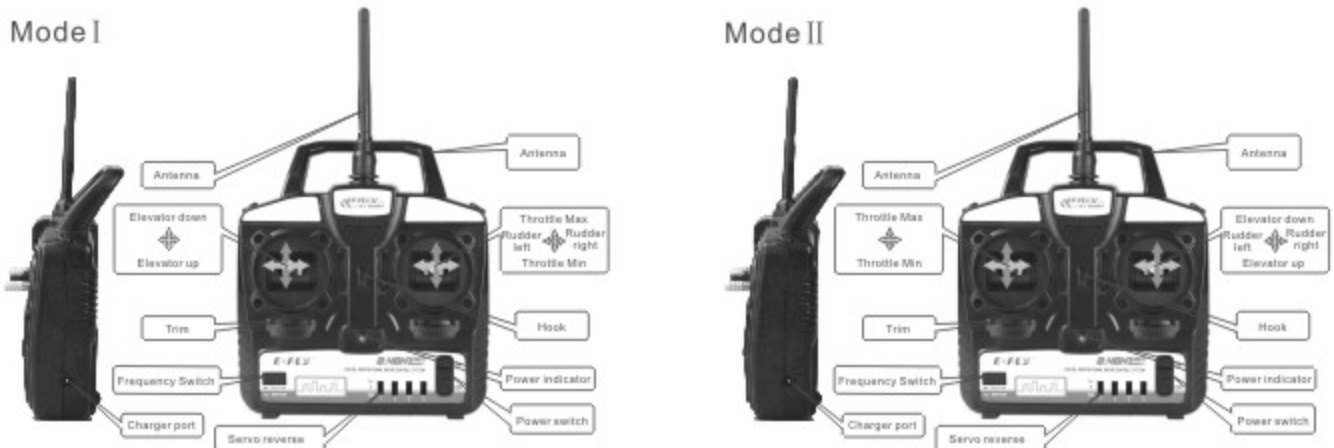 Mode I
Mode II
Antenna
Antenna
Elevator down
Elevator up
Throttle Max
Rudder left
Rudder right
Throttle Min
Trim
Hook
E-FLY
Frequency Switch
Power indicator
Charger port
Power switch
Servo reverse
Antenna
Antenna
Throttle Max
Throttle Min
Elevator down
Rudder left
Rudder right
Elevator up
Trim
Hook
E-FLY
Frequency Switch
Power indicator
Charger port
Power switch
Servo reverse